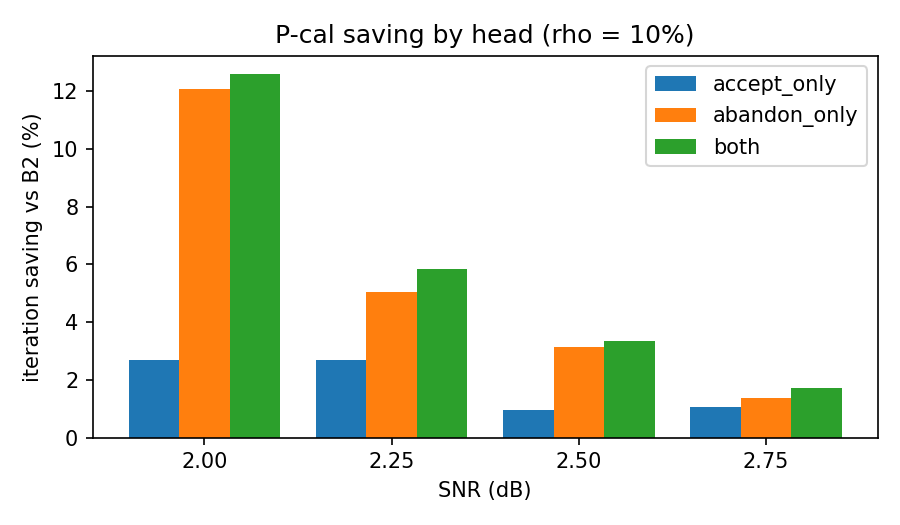 P-cal saving by head (rho = 10%)
accept_only
abandon_only
both
iteration saving vs B2 (%)
12
10
8
6
4
2
0
2.00 2.25 2.50 2.75
SNR (dB)